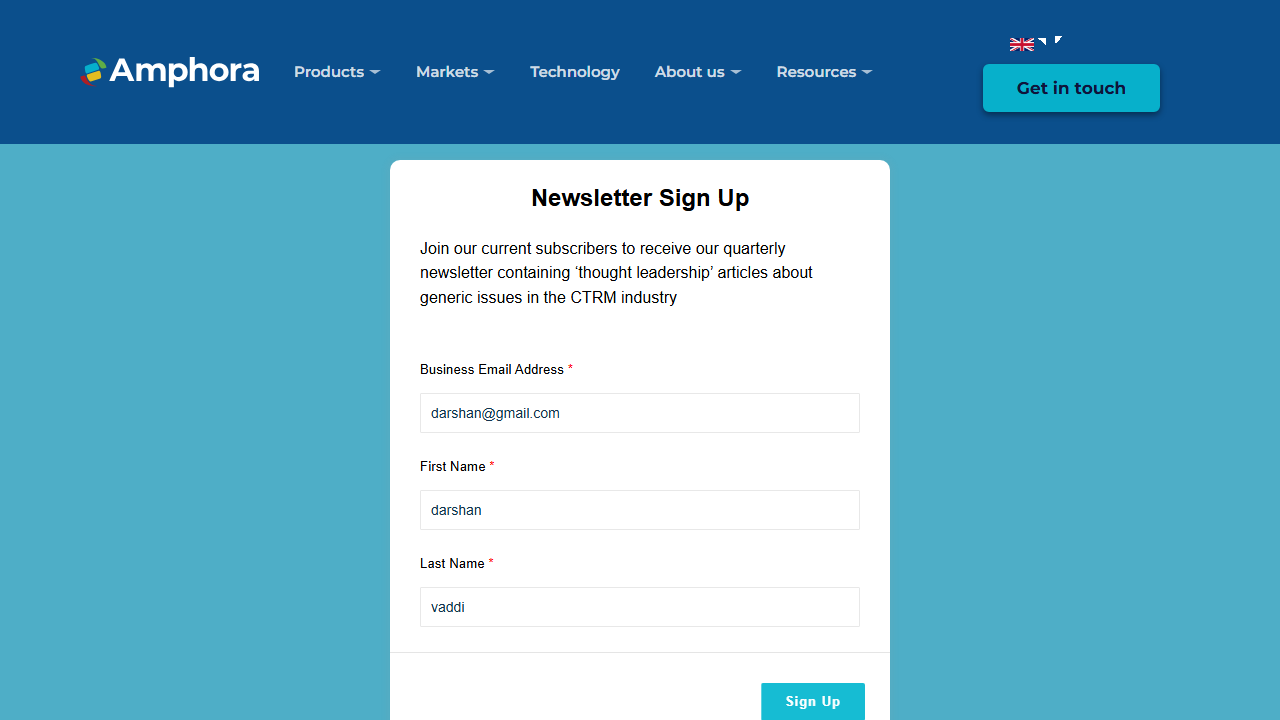 Amphora
Products
Markets
Technology
About us
Resources
Get in touch
Newsletter Sign Up
Join our current subscribers to receive our quarterly
newsletter containing ‘thought leadership’ articles about
generic issues in the CTRM industry
Business Email Address *
darshan@gmail.com
First Name *
darshan
Last Name *
vaddi
Sign Up